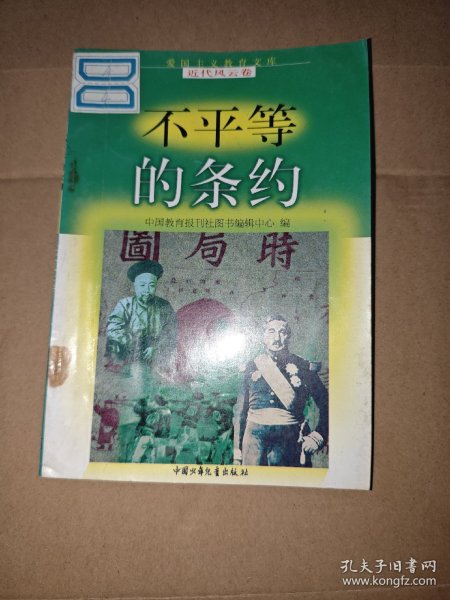 爱国主义教育文库
近代风云卷
不平等
的条约
中国教育报刊社图书编辑中心 编
圖局時
中国少年儿童出版社
孔夫子旧书网
www.kongfz.com